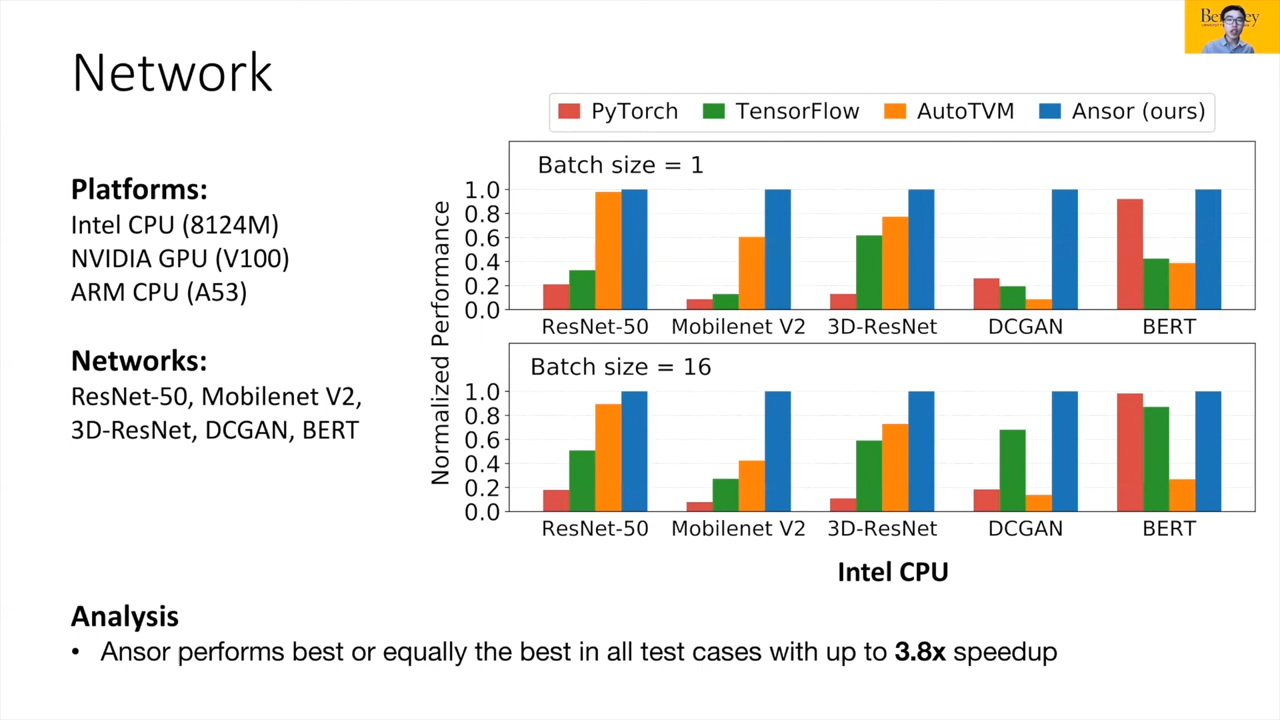 Network
Berkeley
Platforms:
Intel CPU (8124M)
NVIDIA GPU (V100)
ARM CPU (A53)
Networks:
ResNet-50, Mobilenet V2,
3D-ResNet, DCGAN, BERT
PyTorch TensorFlow AutoTVM Ansor (ours)
Normalized Performance
Batch size = 1
1.0
0.8
0.6
0.4
0.2
0.0
ResNet-50 Mobilenet V2 3D-ResNet DCGAN BERT
Batch size = 16
1.0
0.8
0.6
0.4
0.2
0.0
ResNet-50 Mobilenet V2 3D-ResNet DCGAN BERT
Intel CPU
Analysis
• Ansor performs best or equally the best in all test cases with up to 3.8x speedup